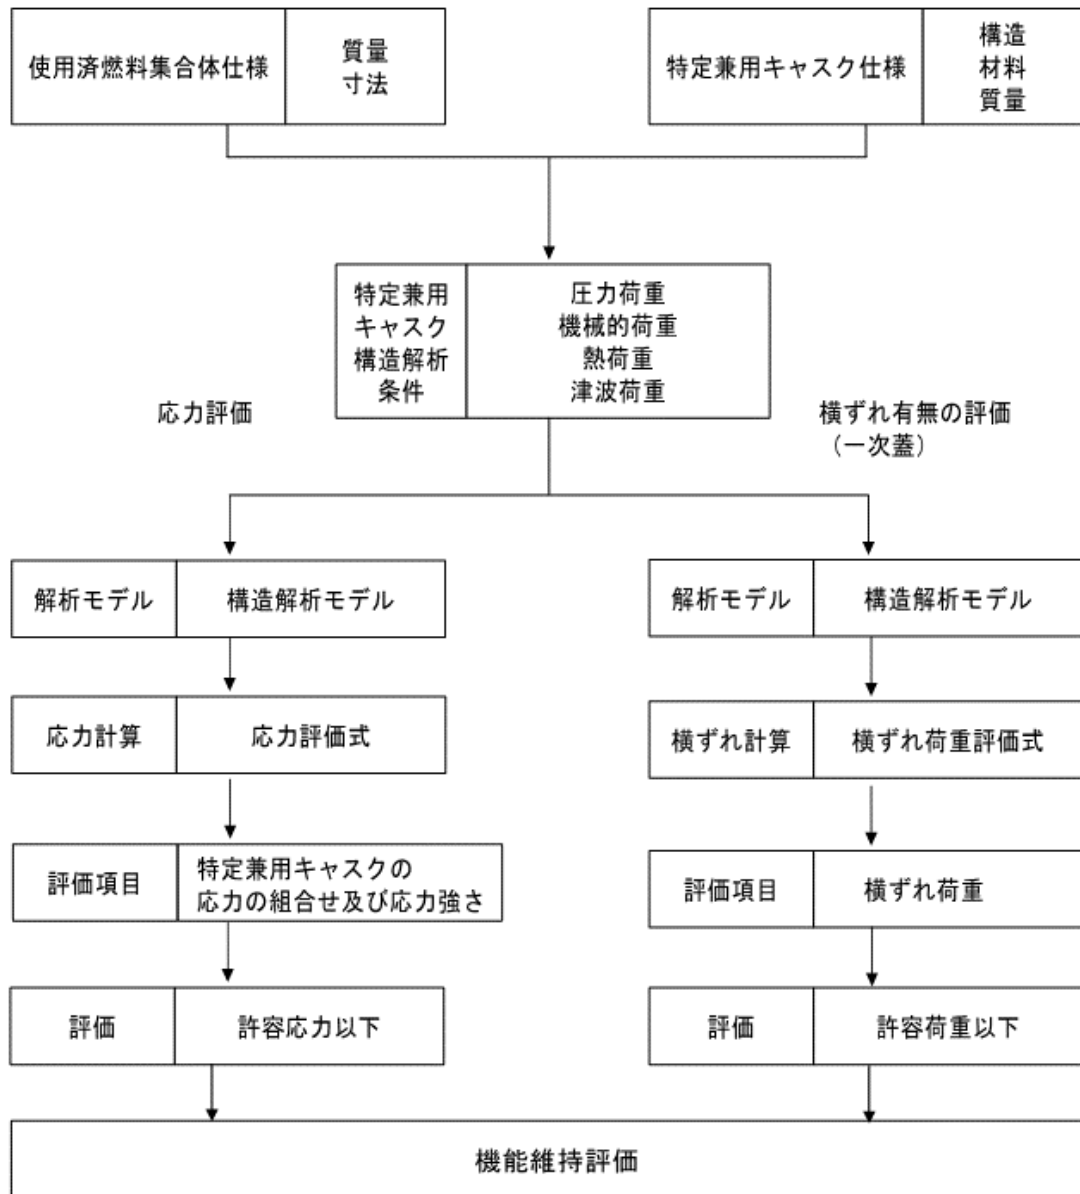 使用済燃料集合体仕様
質量
寸法
特定兼用キャスク仕様
構造
材料
質量
特定兼用
キャスク
構造解析
条件
圧力荷重
機械的荷重
熱荷重
津波荷重
応力評価
横ずれ有無の評価
（一次蓋）
解析モデル
構造解析モデル
解析モデル
構造解析モデル
応力計算
応力評価式
横ずれ計算
横ずれ荷重評価式
評価項目
特定兼用キャスクの
応力の組合せ及び応力強さ
評価項目
横ずれ荷重
評価
許容応力以下
評価
許容荷重以下
機能維持評価